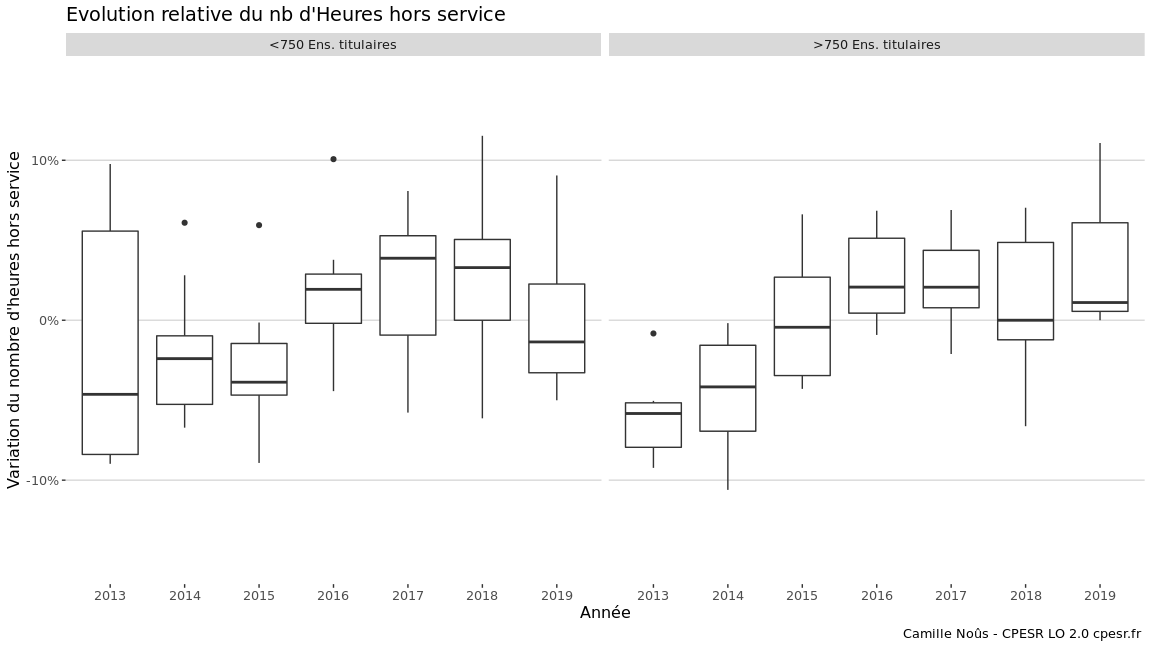 Evolution relative du nb d'Heures hors service
<750 Ens. titulaires
>750 Ens. titulaires
Variation du nombre d'heures hors service
10%
0%
-10%
2013 2014 2015 2016 2017 2018 2019
2013 2014 2015 2016 2017 2018 2019
Année
Camille Noûs - CPESR LO 2.0 cpesr.fr